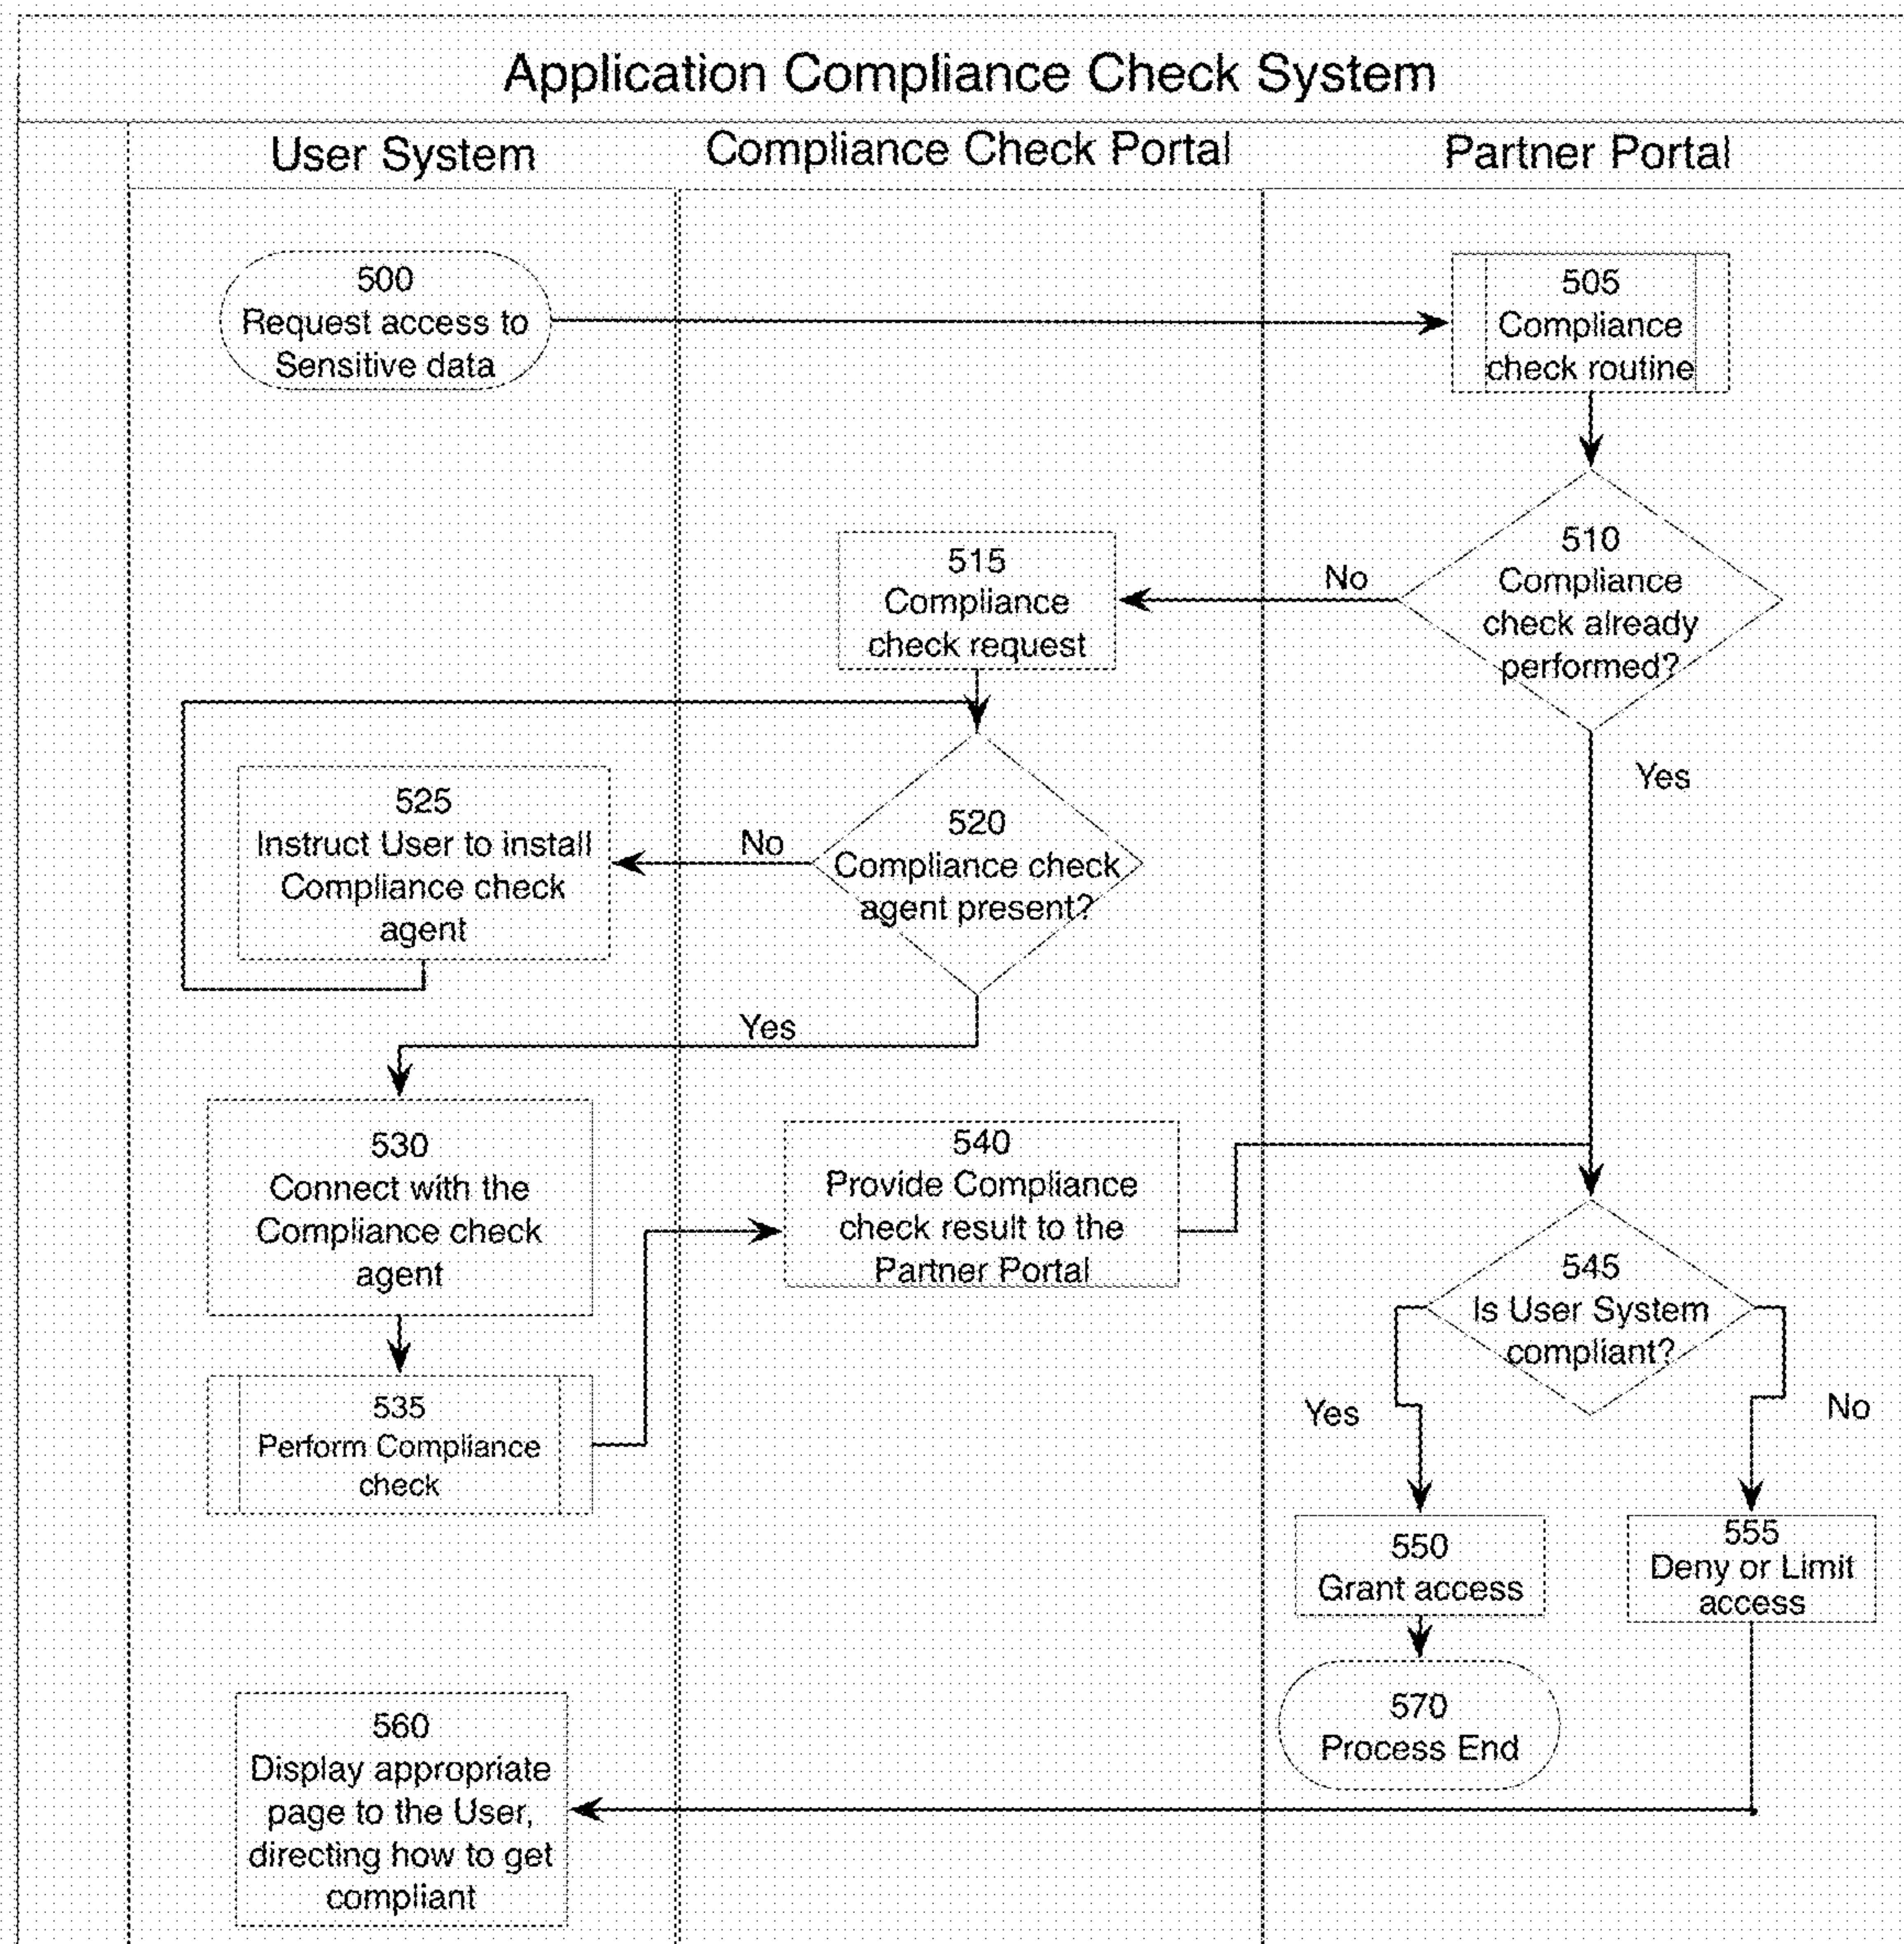 Application Compliance Check System
User System
Compliance Check Portal
Partner Portal
500
Request access to
Sensitive data
505
Compliance
check routine
510
Compliance
check already
performed?
No
Yes
515
Compliance
check request
520
Compliance check
agent present?
No
Yes
525
Instruct User to install
Compliance check
agent
530
Connect with the
Compliance check
agent
535
Perform Compliance
check
540
Provide Compliance
check result to the
Partner Portal
545
Is User System
compliant?
Yes
No
550
Grant access
555
Deny or Limit
access
570
Process End
560
Display appropriate
page to the User,
directing how to get
compliant